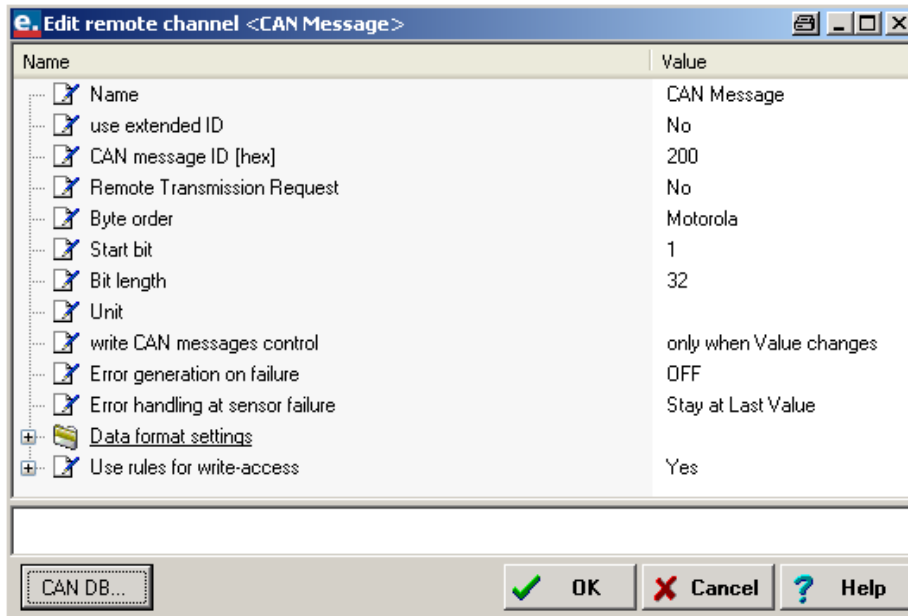 e. Edit remote channel <CAN Message>
Name Value
Name CAN Message
use extended ID No
CAN message ID [hex] 200
Remote Transmission Request No
Byte order Motorola
Start bit 1
Bit length 32
Unit
write CAN messages control only when Value changes
Error generation on failure OFF
Error handling at sensor failure Stay at Last Value
Data format settings
Use rules for write-access Yes
CAN DB... OK Cancel ? Help